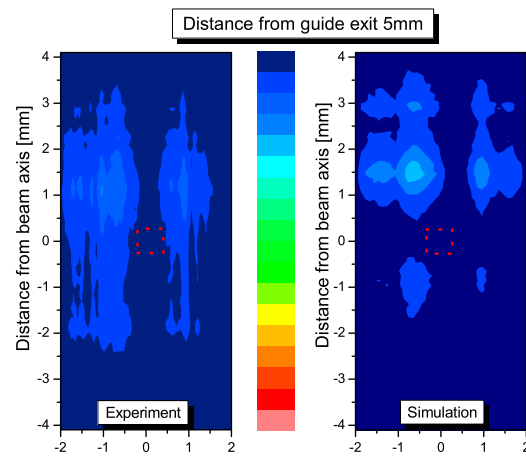 Distance from guide exit 5mm
Distance from beam axis [mm]
4
3
2
1
0
-1
-2
-3
-4
Experiment
-2 -1 0 1 2
Distance from beam axis [mm]
4
3
2
1
0
-1
-2
-3
-4
Simulation
-2 -1 0 1 2